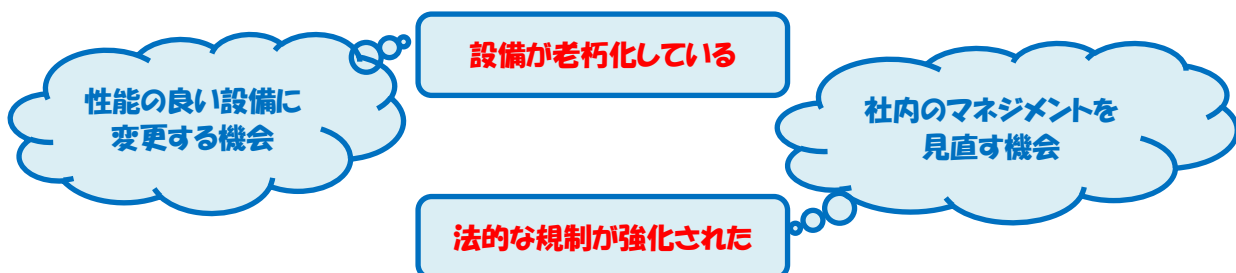 設備が老朽化している
性能の良い設備に
変更する機会
社内のマネジメントを
見直す機会
法的な規制が強化された